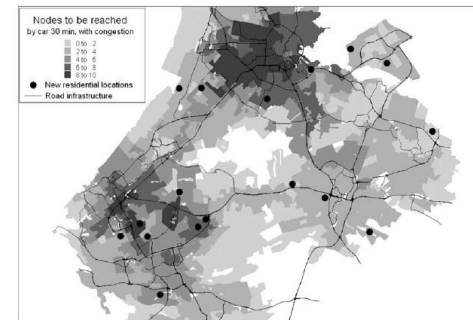 Nodes to be reached
by car 30 min, with congestion
0 to 2
2 to 4
4 to 6
6 to 8
8 to 10
New residential locations
Road infrastructure